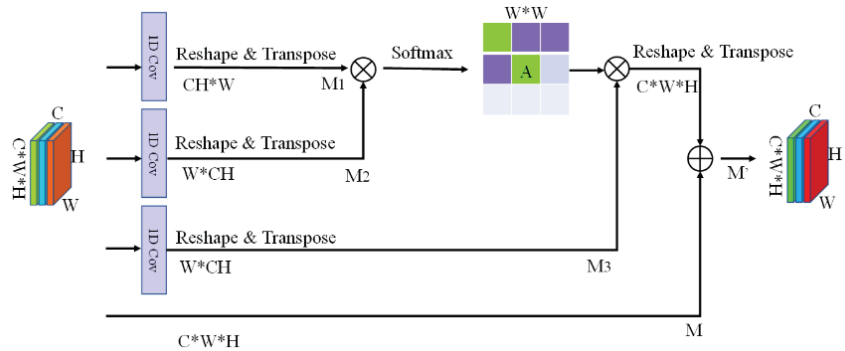 W*W
1D Cov
Reshape & Transpose
CH*W
M1
Softmax
A
Reshape & Transpose
C*W*H
C
H
W
C*W*H
1D Cov
Reshape & Transpose
W*CH
M2
M'
C
H
W
C*W*H
1D Cov
Reshape & Transpose
W*CH
M3
C*W*H
M